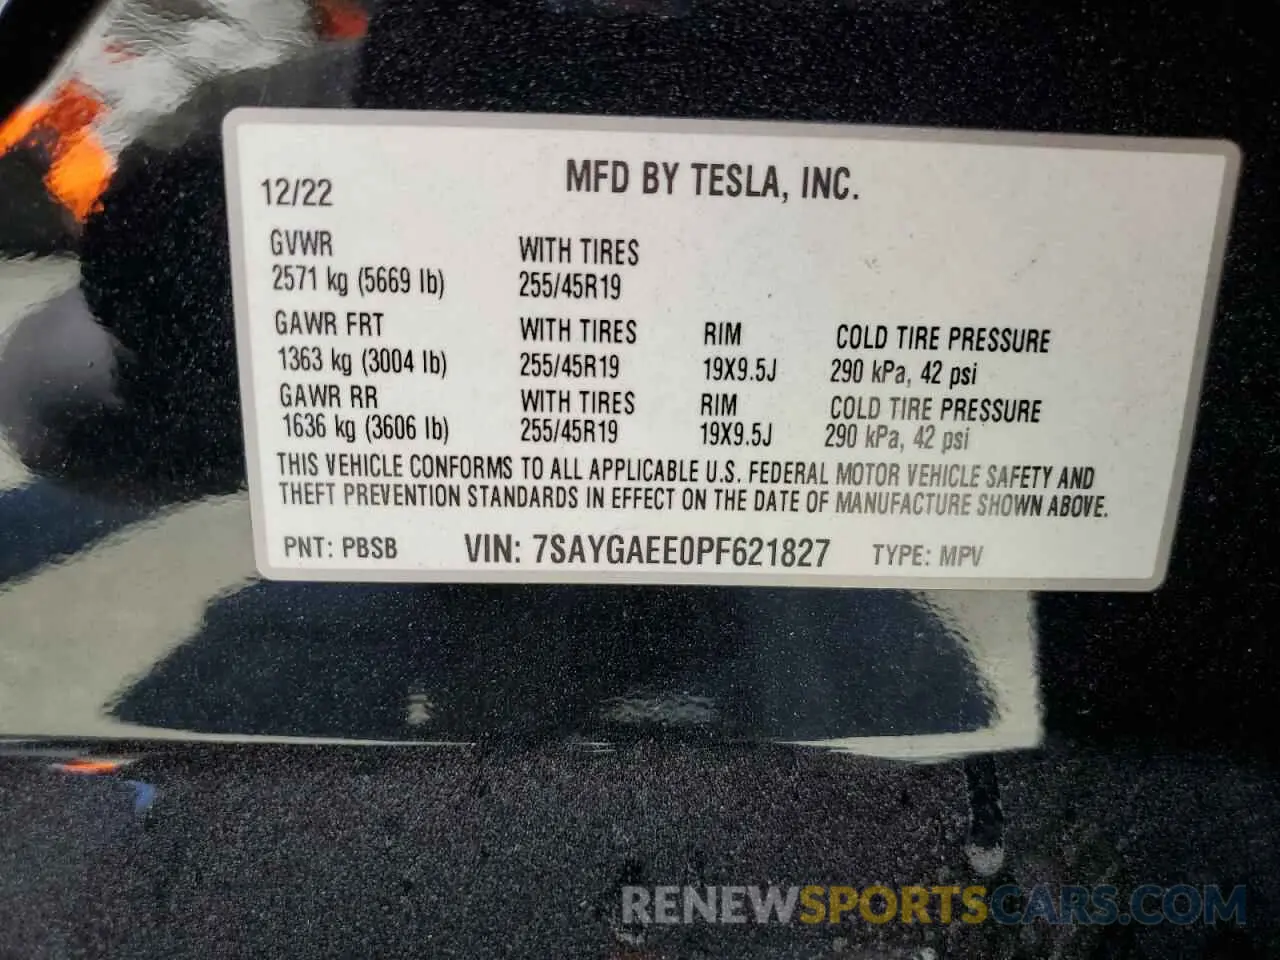 MFD BY TESLA, INC.
12/22
GVWR WITH TIRES
2571 kg (5669 lb) 255/45R19
GAWR FRT WITH TIRES RIM COLD TIRE PRESSURE
1363 kg (3004 lb) 255/45R19 19X9.5J 290 kPa, 42 psi
GAWR RR WITH TIRES RIM COLD TIRE PRESSURE
1636 kg (3606 lb) 255/45R19 19X9.5J 290 kPa, 42 psi
THIS VEHICLE CONFORMS TO ALL APPLICABLE U.S. FEDERAL MOTOR VEHICLE SAFETY AND
THEFT PREVENTION STANDARDS IN EFFECT ON THE DATE OF MANUFACTURE SHOWN ABOVE.
PNT: PBSB VIN: 7SAYGAEE0PF621827 TYPE: MPV
RENEWSPORTSCARS.COM